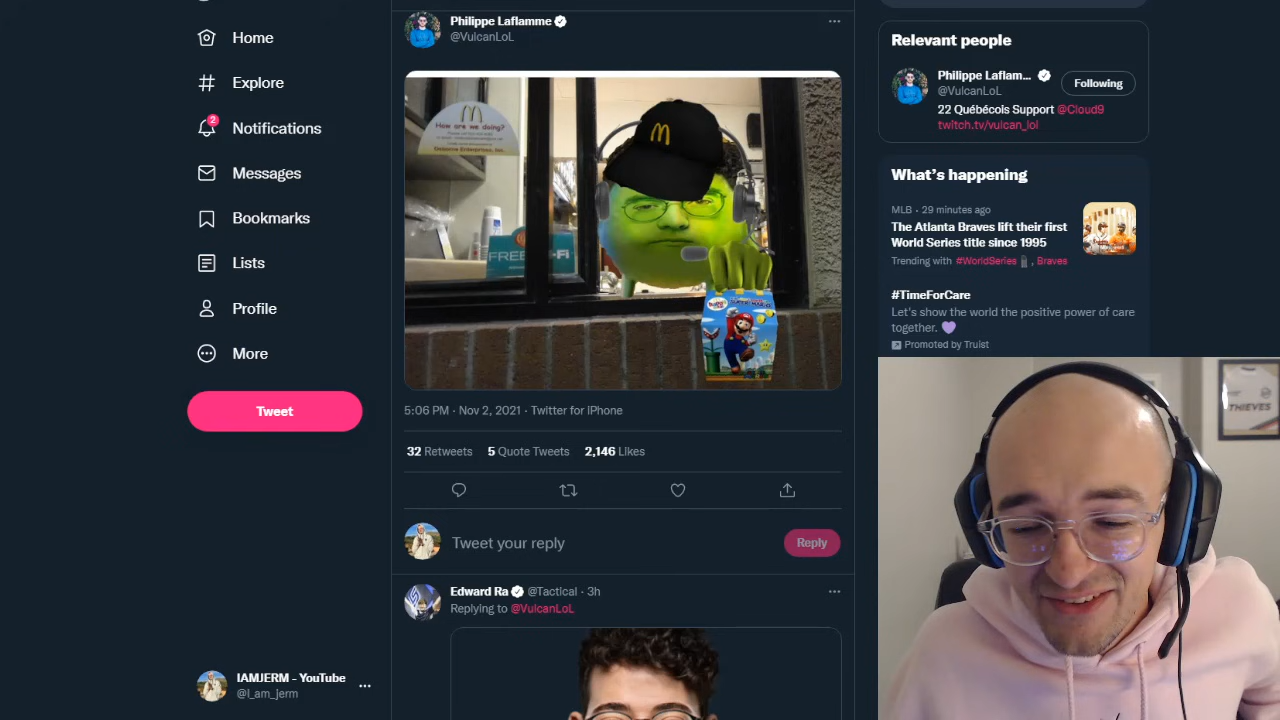 Home
Explore
2
Notifications
Messages
Bookmarks
Lists
Profile
More
Tweet
IAMJERM - YouTube
@I_am_jerm
Philippe Laflamme
@VulcanLoL
How are we doing?
FREE Wi-Fi
5:06 PM · Nov 2, 2021 · Twitter for iPhone
32 Retweets 5 Quote Tweets 2,146 Likes
Tweet your reply
Reply
Edward Ra @Tactical · 3h
Replying to @VulcanLoL
Relevant people
Philippe Laflam...
@VulcanLoL
Following
22 Québécois Support @Cloud9
twitch.tv/vulcan_lol
What's happening
MLB · 29 minutes ago
The Atlanta Braves lift their first
World Series title since 1995
Trending with #WorldSeries, Braves
#TimeForCare
Let's show the world the positive power of care
together.
Promoted by Truist
THIEVES